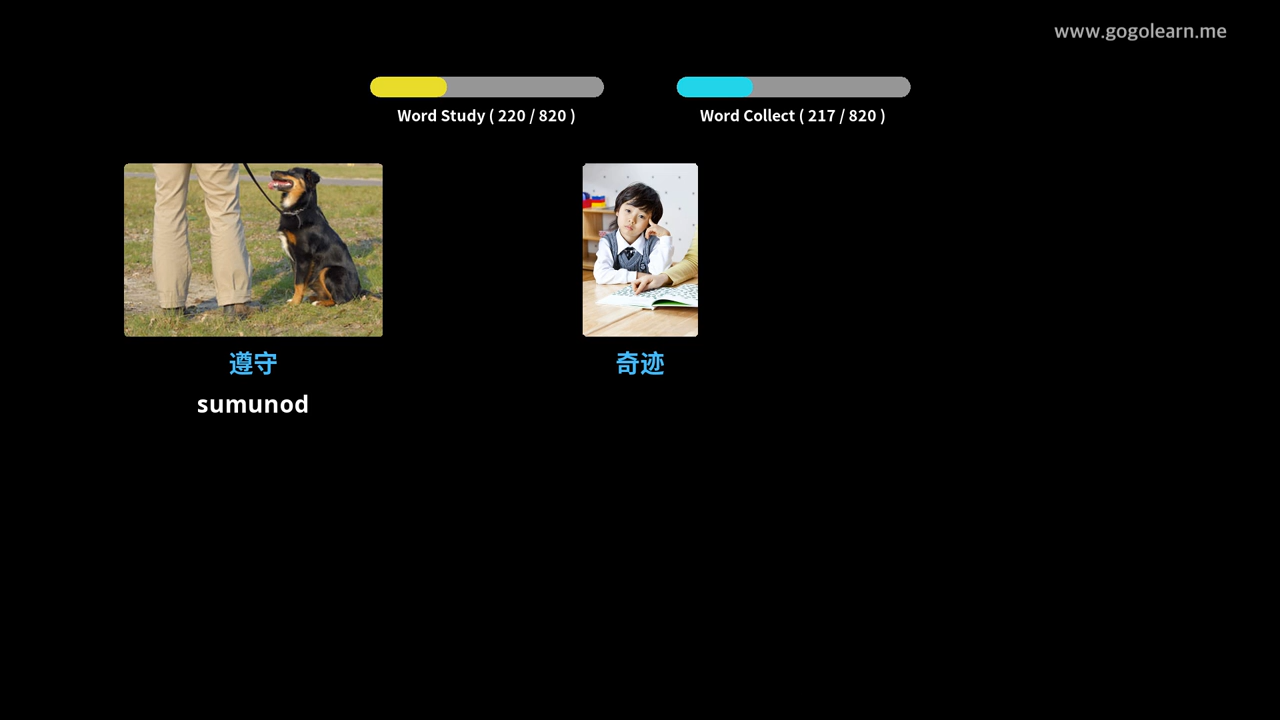 www.gogolearn.me
Word Study ( 220 / 820 )
Word Collect ( 217 / 820 )
遵守
奇迹
sumunod